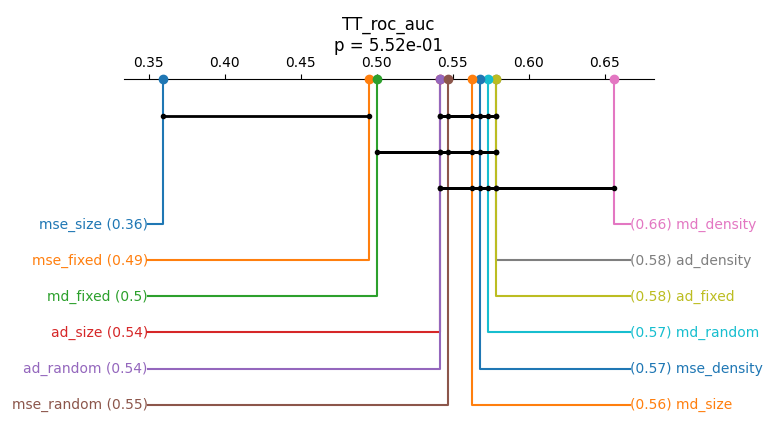 TT_roc_auc
p = 5.52e-01
0.35 0.40 0.45 0.50 0.55 0.60 0.65
mse_size (0.36) (0.66) md_density
mse_fixed (0.49) (0.58) ad_density
md_fixed (0.5) (0.58) ad_fixed
ad_size (0.54) (0.57) md_random
ad_random (0.54) (0.57) mse_density
mse_random (0.55) (0.56) md_size